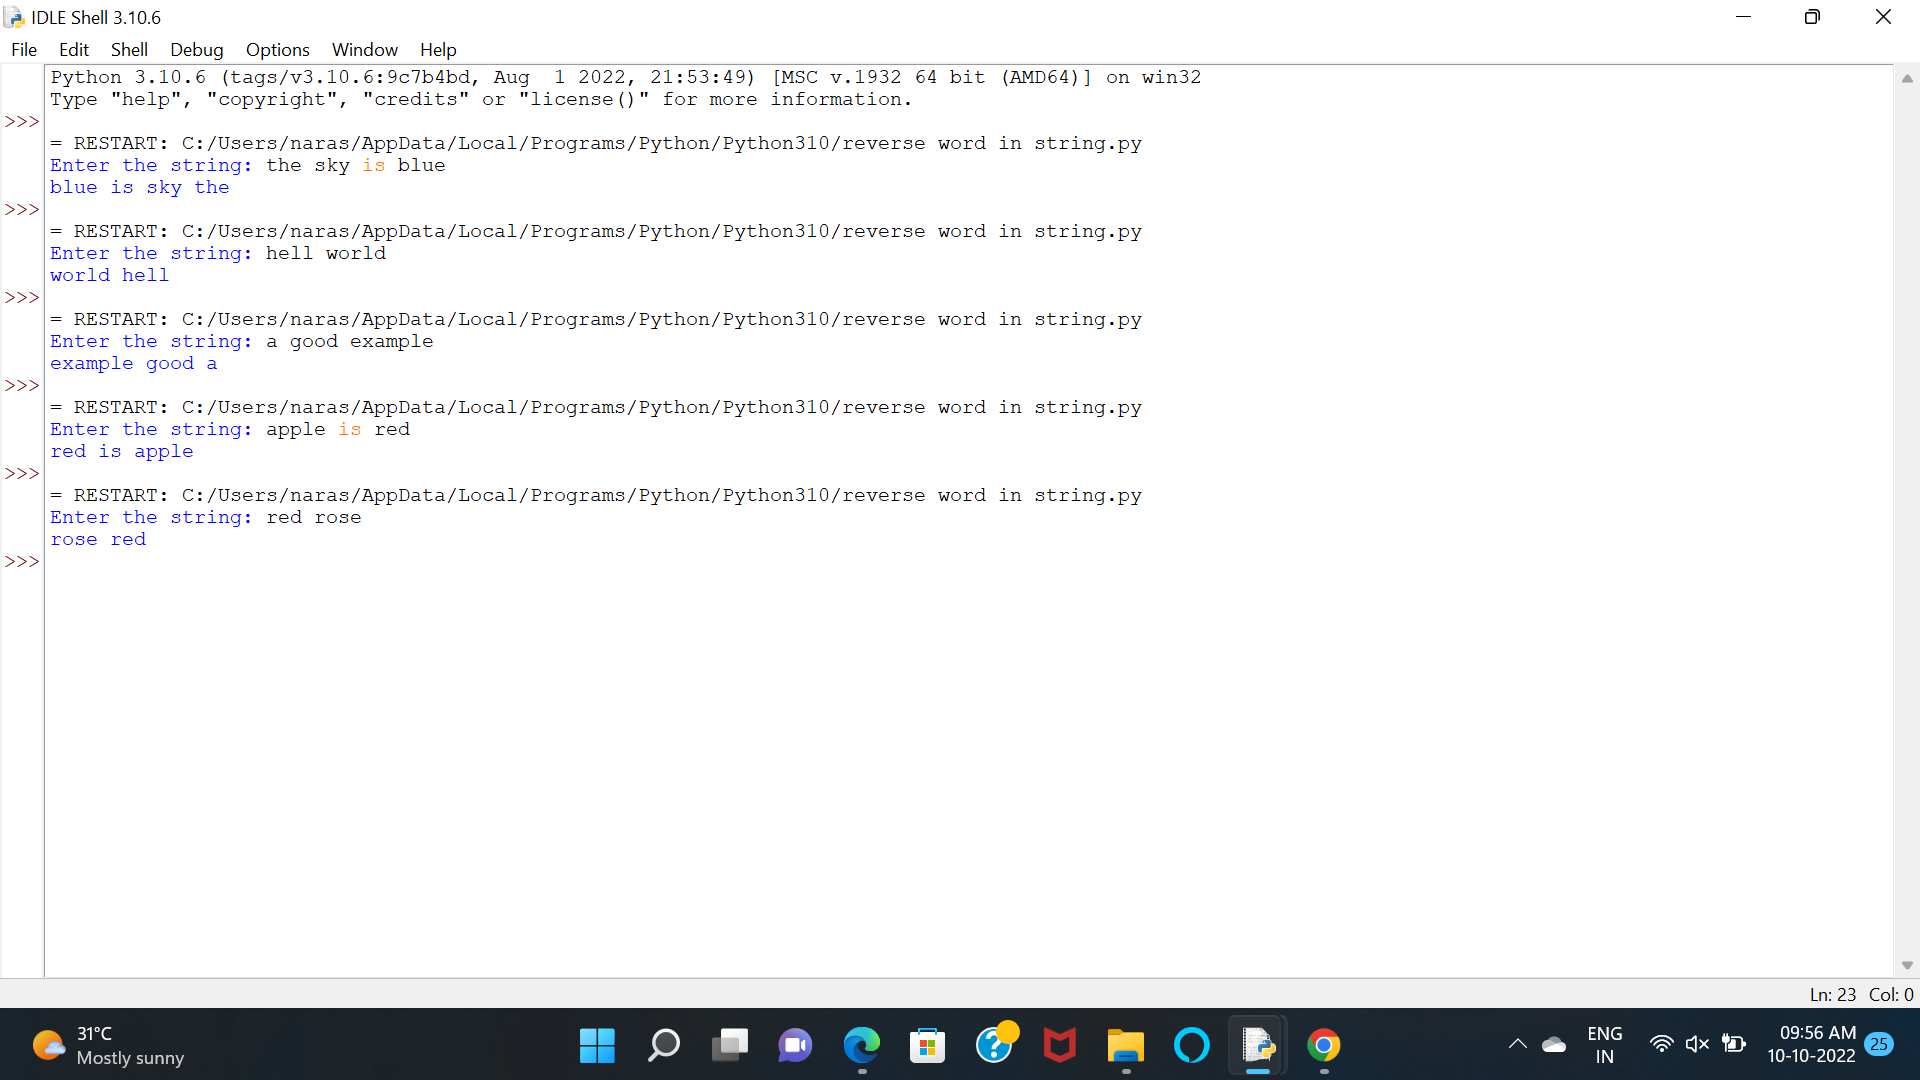 IDLE Shell 3.10.6
File Edit Shell Debug Options Window Help
Python 3.10.6 (tags/v3.10.6:9c7b4bd, Aug  1 2022, 21:53:49) [MSC v.1932 64 bit (AMD64)] on win32
Type "help", "copyright", "credits" or "license()" for more information.
>>>
= RESTART: C:/Users/naras/AppData/Local/Programs/Python/Python310/reverse word in string.py
Enter the string: the sky is blue
blue is sky the
>>>
= RESTART: C:/Users/naras/AppData/Local/Programs/Python/Python310/reverse word in string.py
Enter the string: hell world
world hell
>>>
= RESTART: C:/Users/naras/AppData/Local/Programs/Python/Python310/reverse word in string.py
Enter the string: a good example
example good a
>>>
= RESTART: C:/Users/naras/AppData/Local/Programs/Python/Python310/reverse word in string.py
Enter the string: apple is red
red is apple
>>>
= RESTART: C:/Users/naras/AppData/Local/Programs/Python/Python310/reverse word in string.py
Enter the string: red rose
rose red
>>>
Ln: 23 Col: 0
31°C
Mostly sunny
ENG
IN
09:56 AM
10-10-2022
25